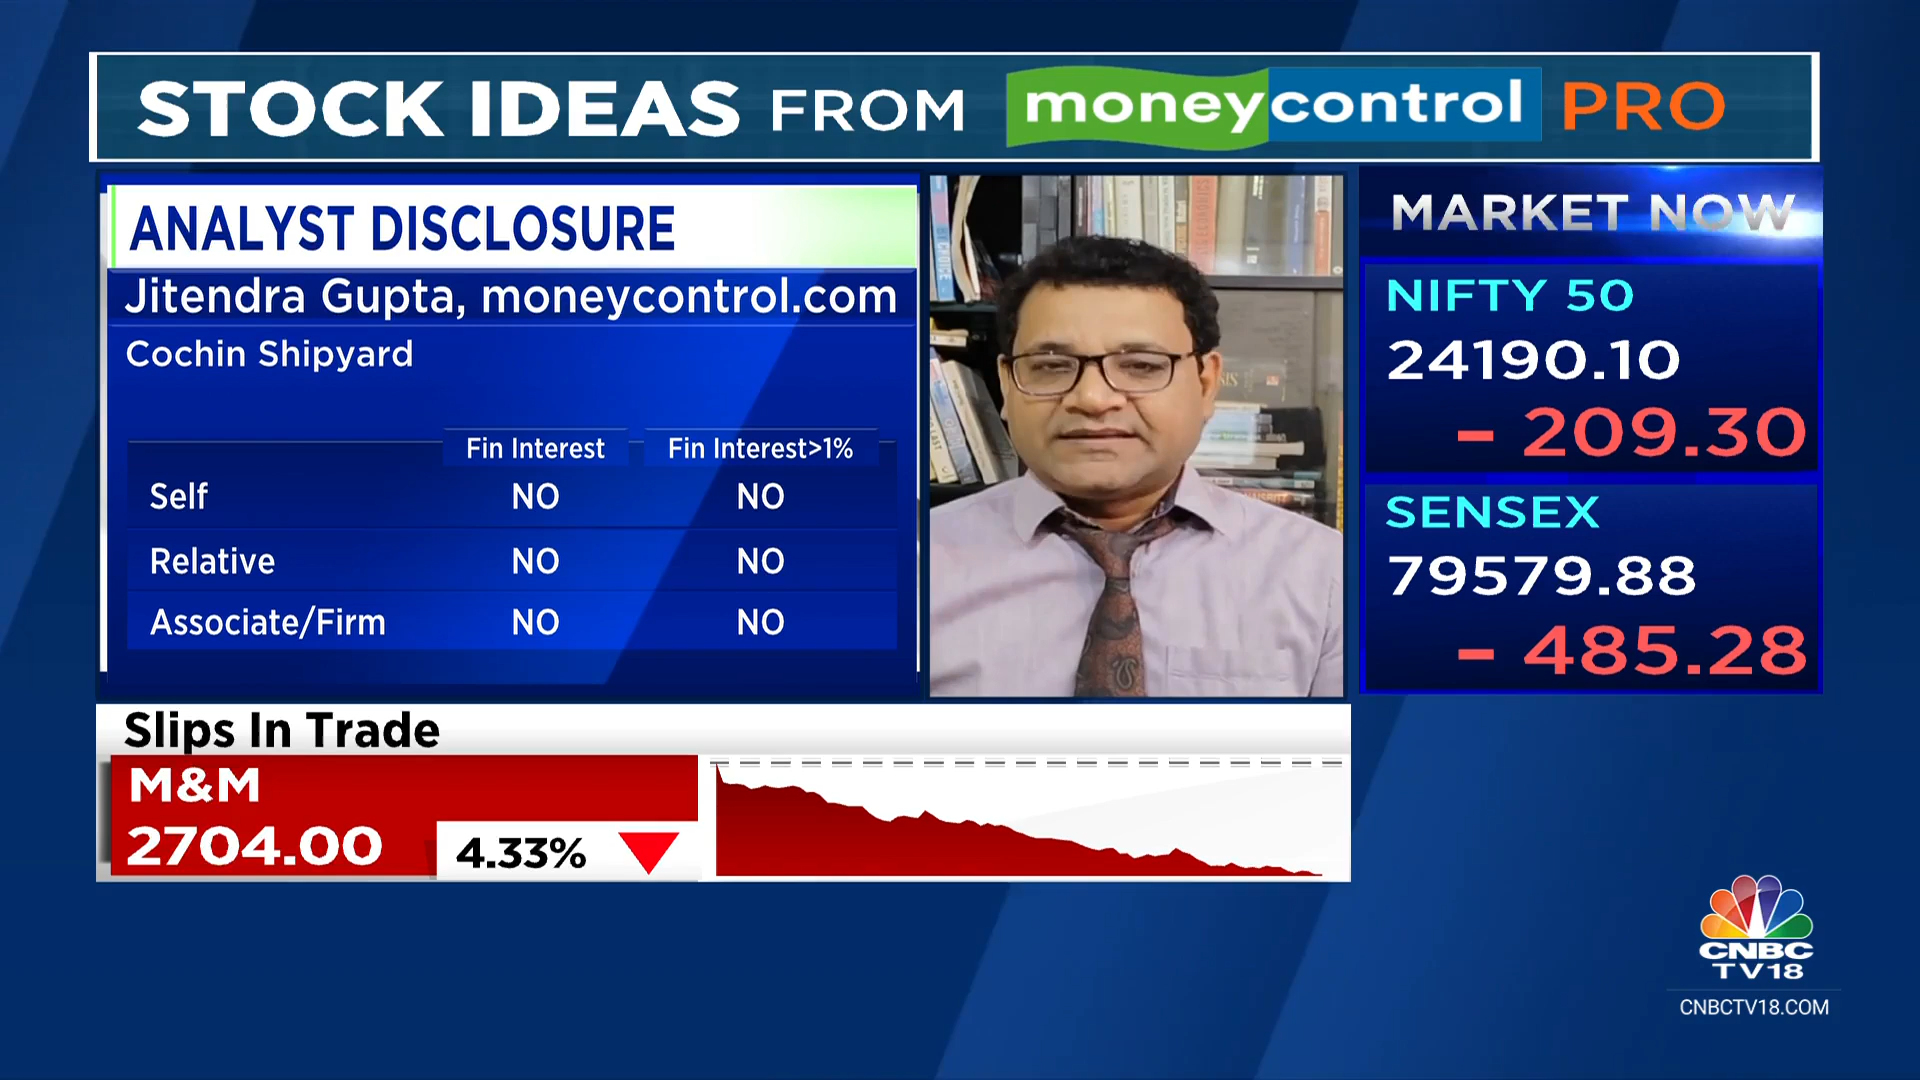 STOCK IDEAS FROM moneycontrol PRO
ANALYST DISCLOSURE
Jitendra Gupta, moneycontrol.com
Cochin Shipyard
Fin Interest Fin Interest>1%
Self NO NO
Relative NO NO
Associate/Firm NO NO
MARKET NOW
NIFTY 50
24190.10
- 209.30
SENSEX
79579.88
- 485.28
Slips In Trade
M&M
2704.00
4.33%
CNBC
TV18
CNBCTV18.COM